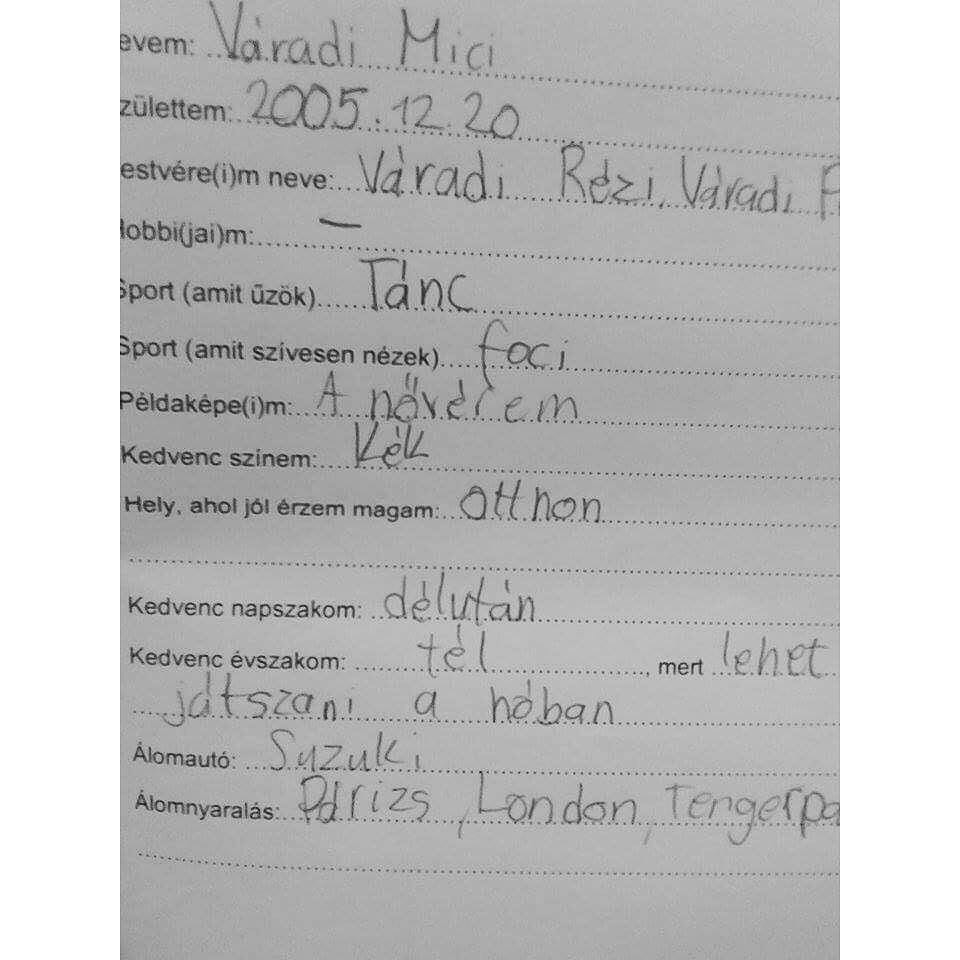 evem: Váradi Mici
zülettem: 2005.12.20
estvére(i)m neve: Váradi Rézi, Váradi
Hobbi(jai)m: —
Sport (amit űzök) Tánc
Sport (amit szívesen nézek) foci
Példaképe(i)m: A nővérem
Kedvenc színem: Kék
Hely, ahol jól érzem magam: otthon
Kedvenc napszakom: délután
Kedvenc évszakom: tél, mert lehet
játszani a hóban
Álomautó: Suzuki
Álomnyaralás: Párizs, London, Tengerpa